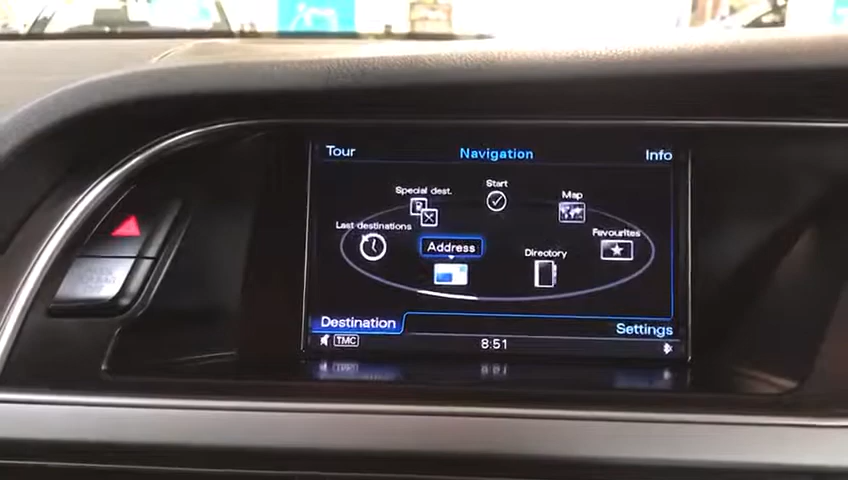 Tour
Navigation
Info
Special dest.
Start
Map
Last destinations
Favourites
Address
Directory
Destination
Settings
TMC
8:51